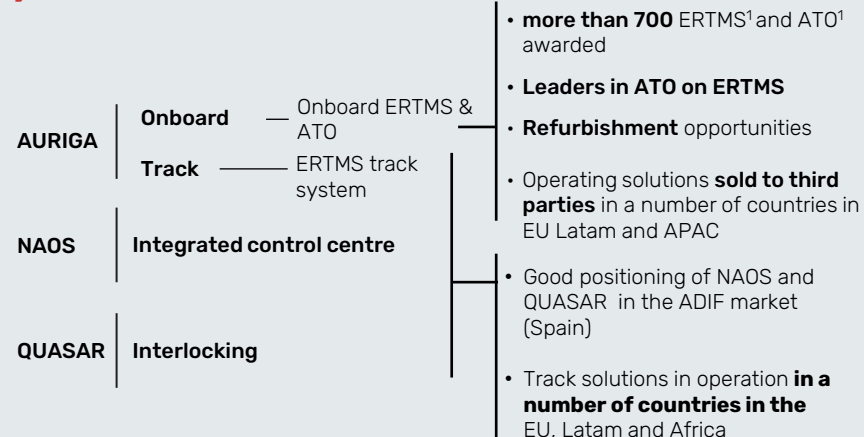 AURIGA
Onboard
Onboard ERTMS &
ATO
Track
ERTMS track
system
NAOS
Integrated control centre
QUASAR
Interlocking
• more than 700 ERTMS¹ and ATO¹
awarded
• Leaders in ATO on ERTMS
• Refurbishment opportunities
• Operating solutions sold to third
parties in a number of countries in
EU Latam and APAC
• Good positioning of NAOS and
QUASAR in the ADIF market
(Spain)
• Track solutions in operation in a
number of countries in the
EU, Latam and Africa